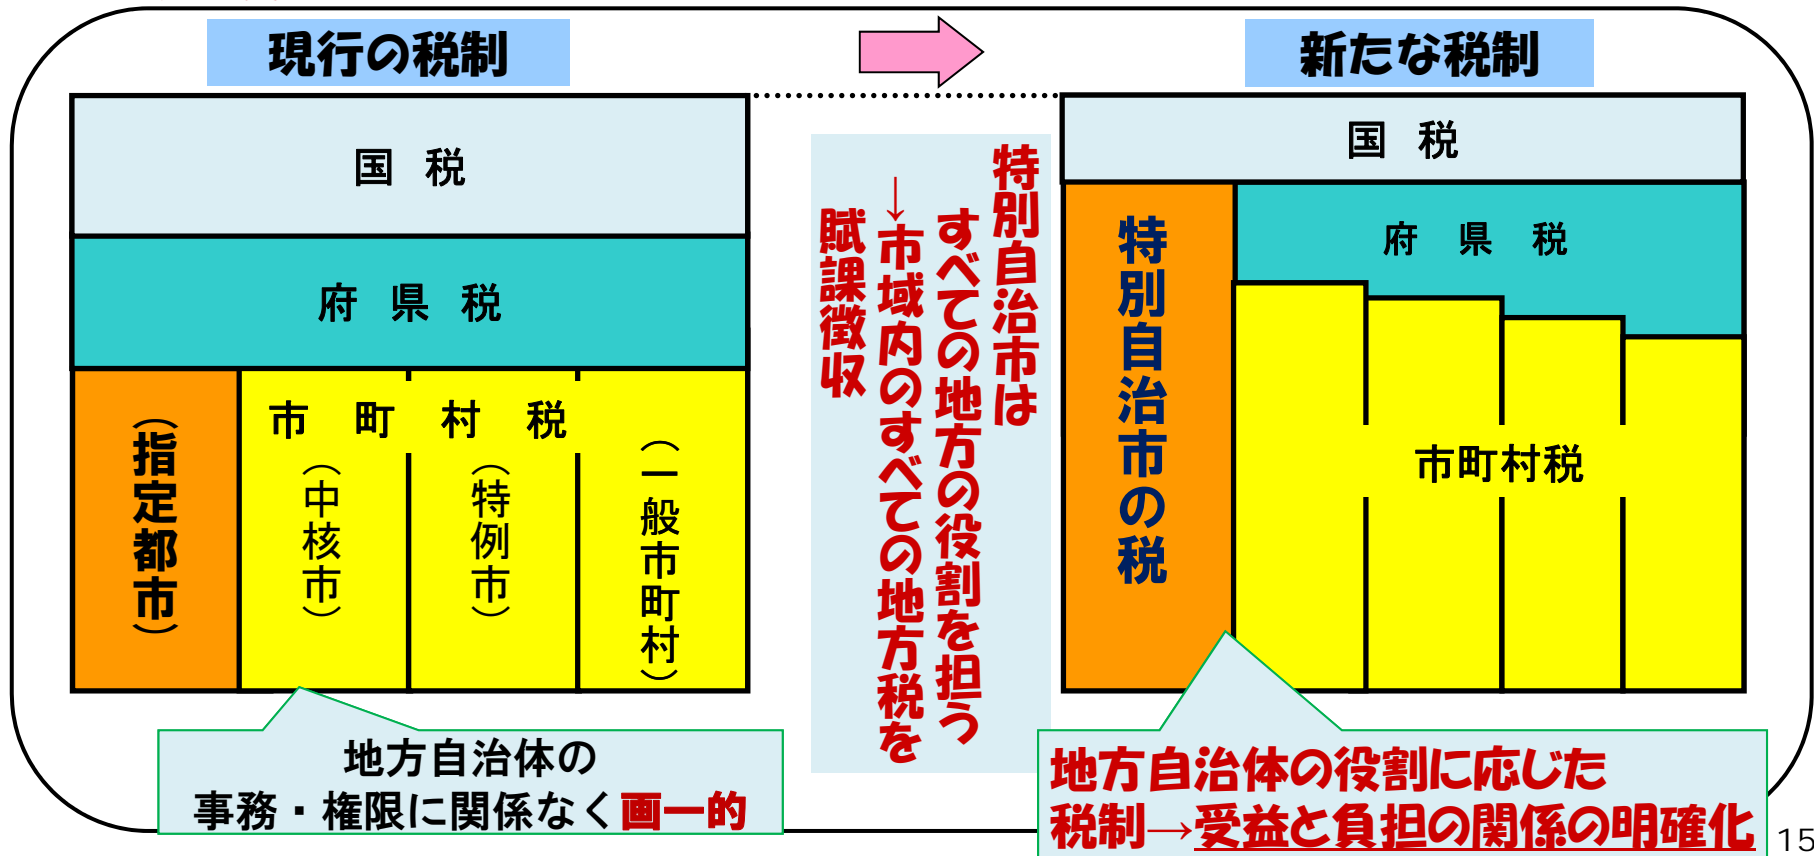 現行の税制
新たな税制
国税
府県税
市町村税
（指定都市）
（中核市）
（特例市）
（一般市町村）
地方自治体の
事務・権限に関係なく画一的
特別自治市は
すべての地方の役割を担う
→市域内のすべての地方税を
賦課徴収
国税
府県税
特別自治市の税
市町村税
地方自治体の役割に応じた
税制→受益と負担の関係の明確化
15